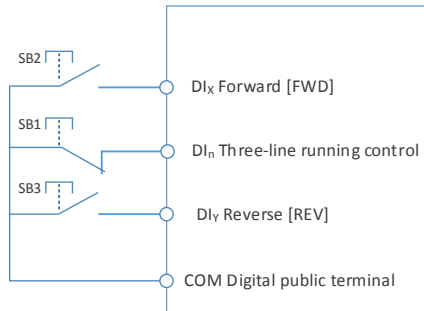 SB2
DIX Forward [FWD]
SB1
DIn Three-line running control
SB3
DIY Reverse [REV]
COM Digital public terminal